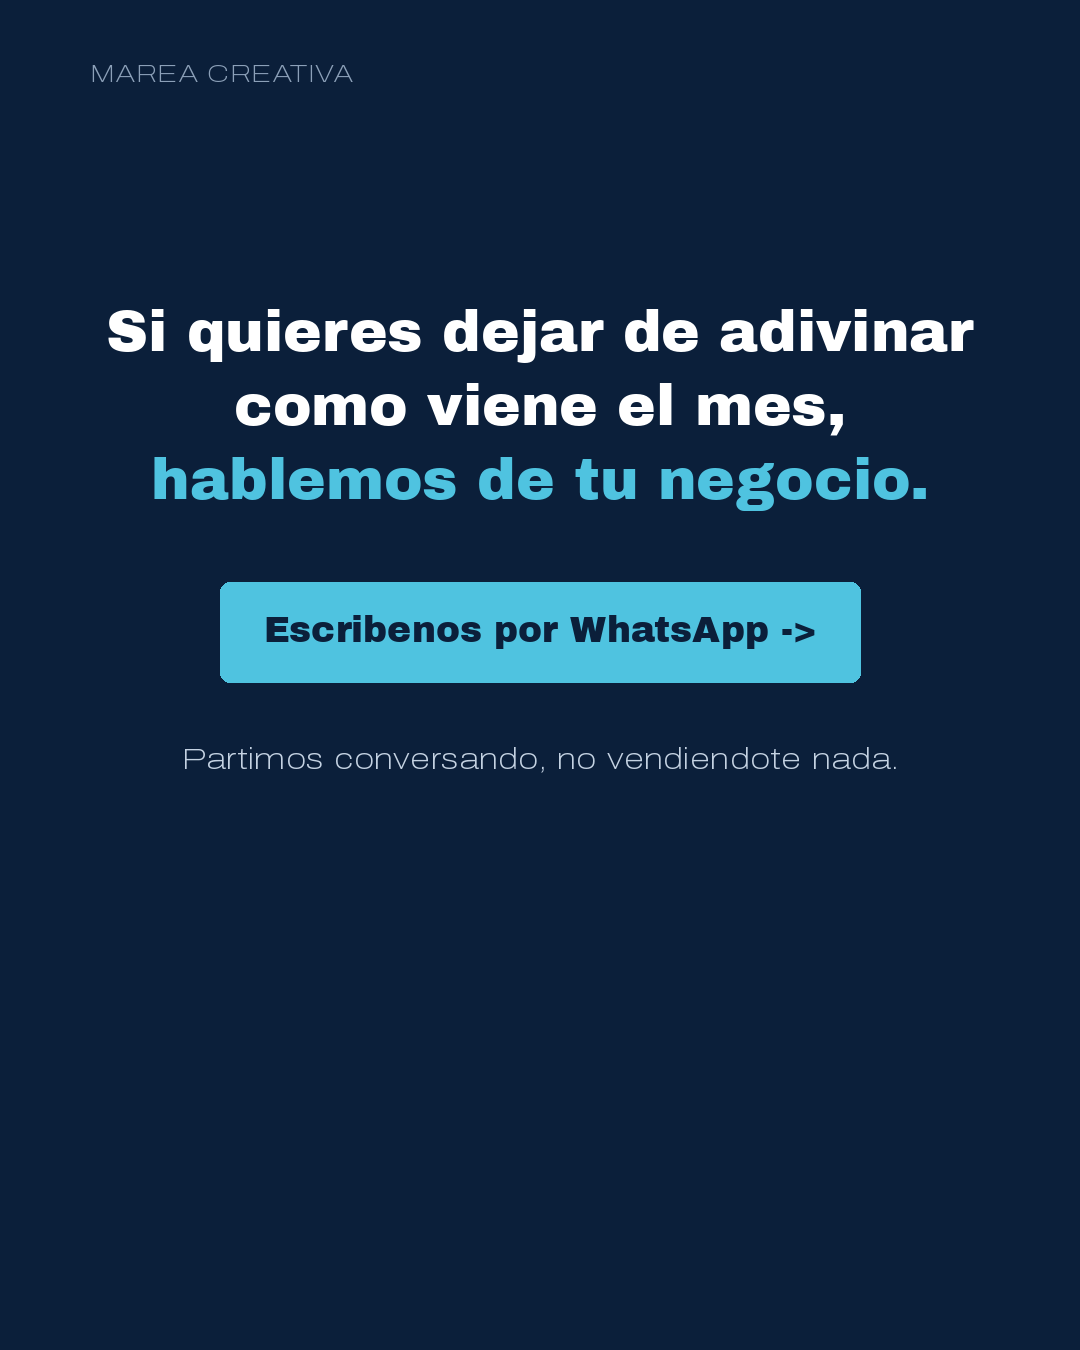 MAREA CREATIVA
Si quieres dejar de adivinar
como viene el mes,
hablemos de tu negocio.
Escribenos por WhatsApp ->
Partimos conversando, no vendiendote nada.